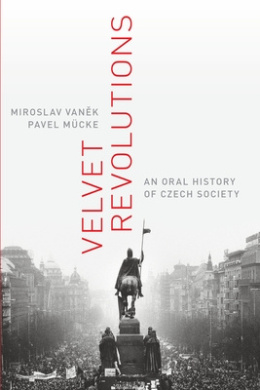 MIROSLAV VANĚK
PAVEL MÜCKE
VELVET
REVOLUTIONS
AN ORAL HISTORY
OF CZECH SOCIETY